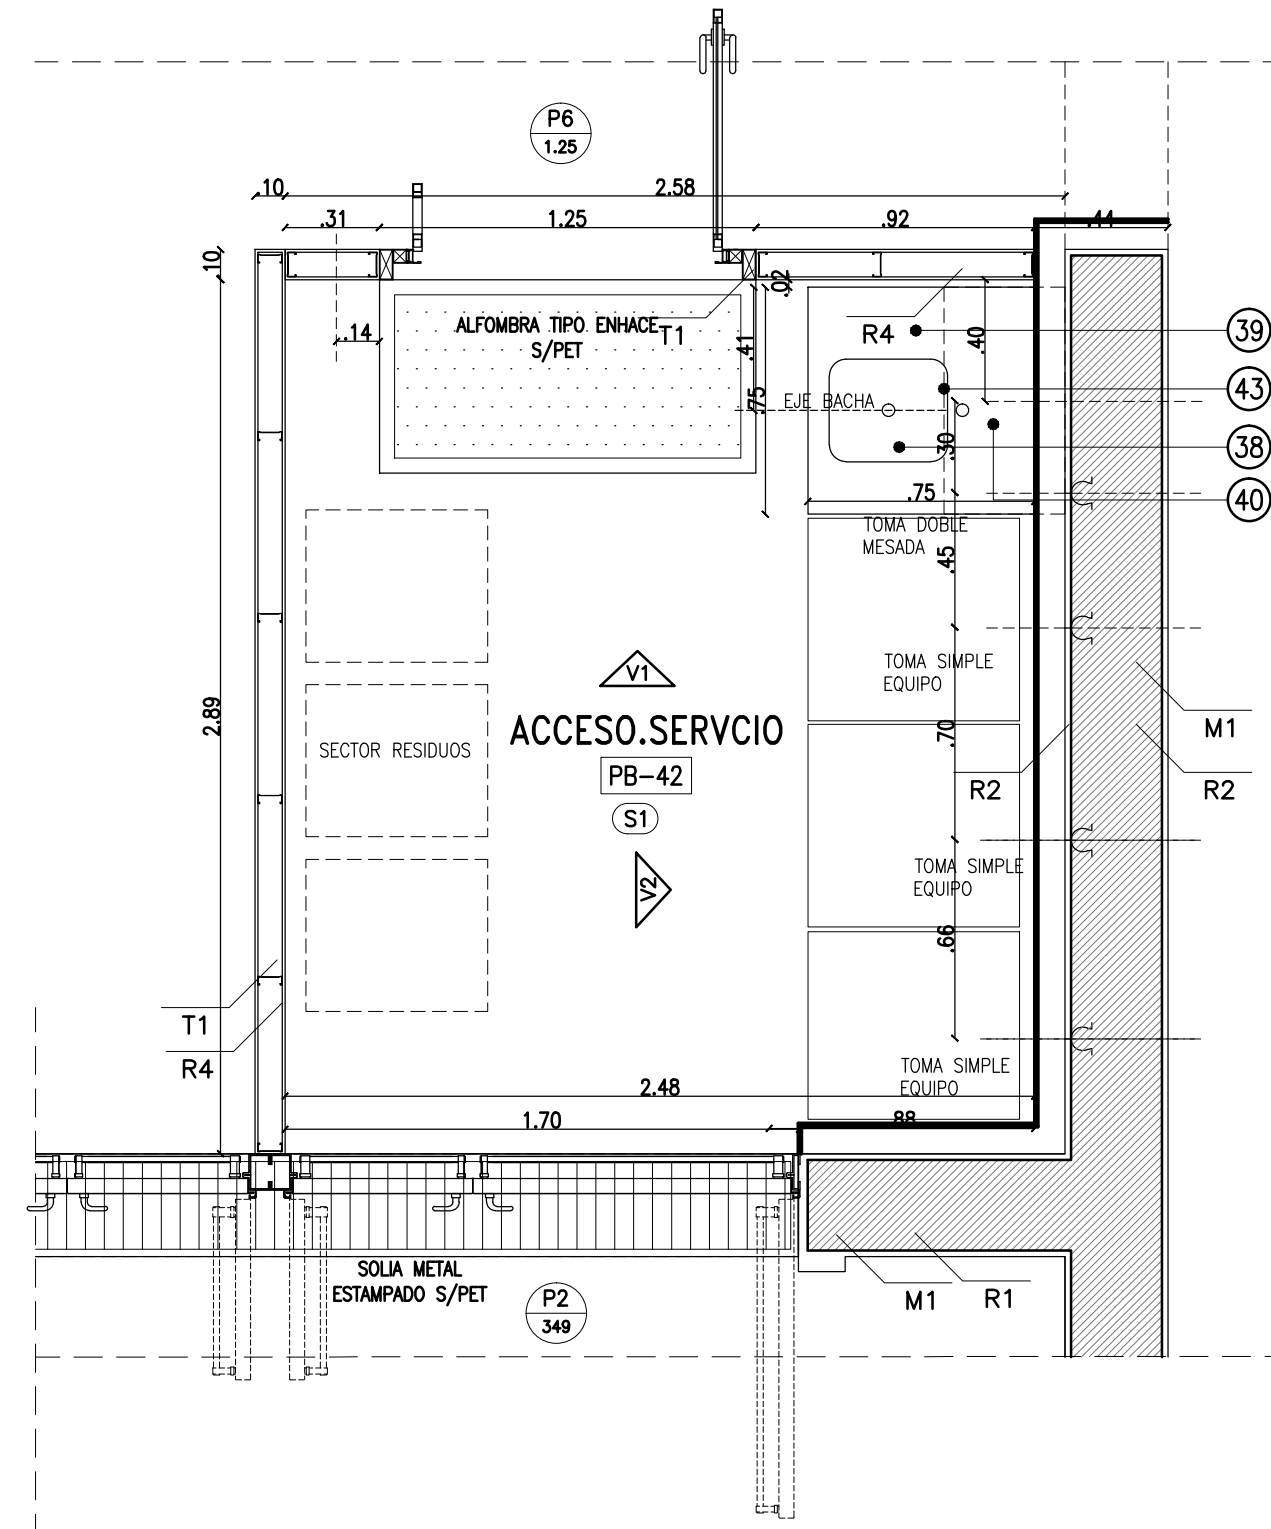 P6
1.25
.10
2.58
.31
1.25
.92
.44
.10
.02
ALFOMBRA TIPO ENHACE
S/PET
T1
.14
.41
R4
.40
39
.75
EJE BACHA
43
.30
38
.75
40
TOMA DOBLE
MESADA
.45
TOMA SIMPLE
EQUIPO
V1
2.89
ACCESO.SERVCIO
.70
M1
SECTOR RESIDUOS
PB-42
R2
R2
S1
TOMA SIMPLE
EQUIPO
V2
.66
T1
R4
TOMA SIMPLE
EQUIPO
2.48
1.70
.88
SOLIA METAL
ESTAMPADO S/PET
P2
349
M1
R1